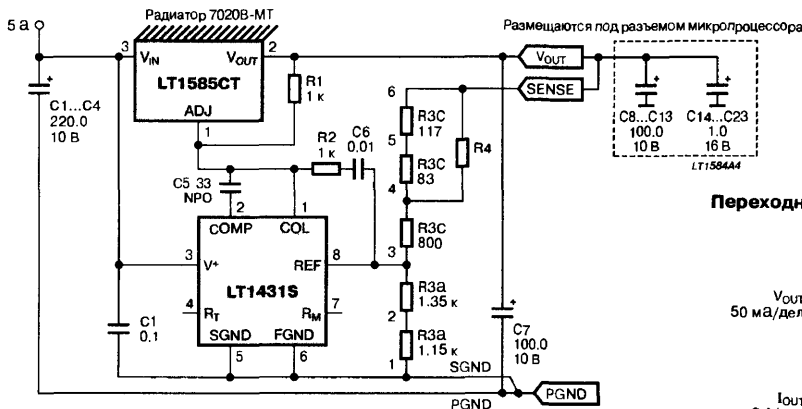 Радиатор 7020B-MT
Размещаются под разъемом микропроцессора
5 a
3
VIN
VOUT
2
LT1585CT
ADJ
1
R1
1 к
C1...C4
220.0
10 В
VOUT
SENSE
C8...C13
100.0
10 В
C14...C23
1.0
16 В
LT1584A4
6
R3C
117
5
R3C
83
4
R4
R2
1 к
C6
0.01
C5 33
NPO
2
1
COMP
COL
R3C
800
3
V+
REF
8
3
LT1431S
4
RT
RM
7
SGND
FGND
5
6
C1
0.1
R3a
1.35 к
2
R3a
1.15 к
1
SGND
C7
100.0
10 В
PGND
PGND
Переходн
VOUT
50 мa/дел
IOUT